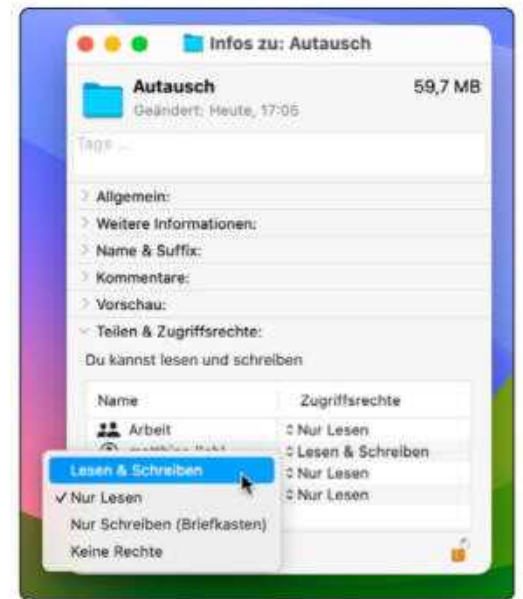 Infos zu: Autausch
Autausch 59,7 MB
Geändert: Heute, 17:05
Tags ...
Allgemein:
Weitere Informationen:
Name & Suffix:
Kommentare:
Vorschau:
Teilen & Zugriffsrechte:
Du kannst lesen und schreiben
Name Zugriffsrechte
Arbeit Nur Lesen
Lesen & Schreiben
Nur Lesen
Nur Lesen
Lesen & Schreiben
Nur Lesen
Nur Schreiben (Briefkasten)
Keine Rechte